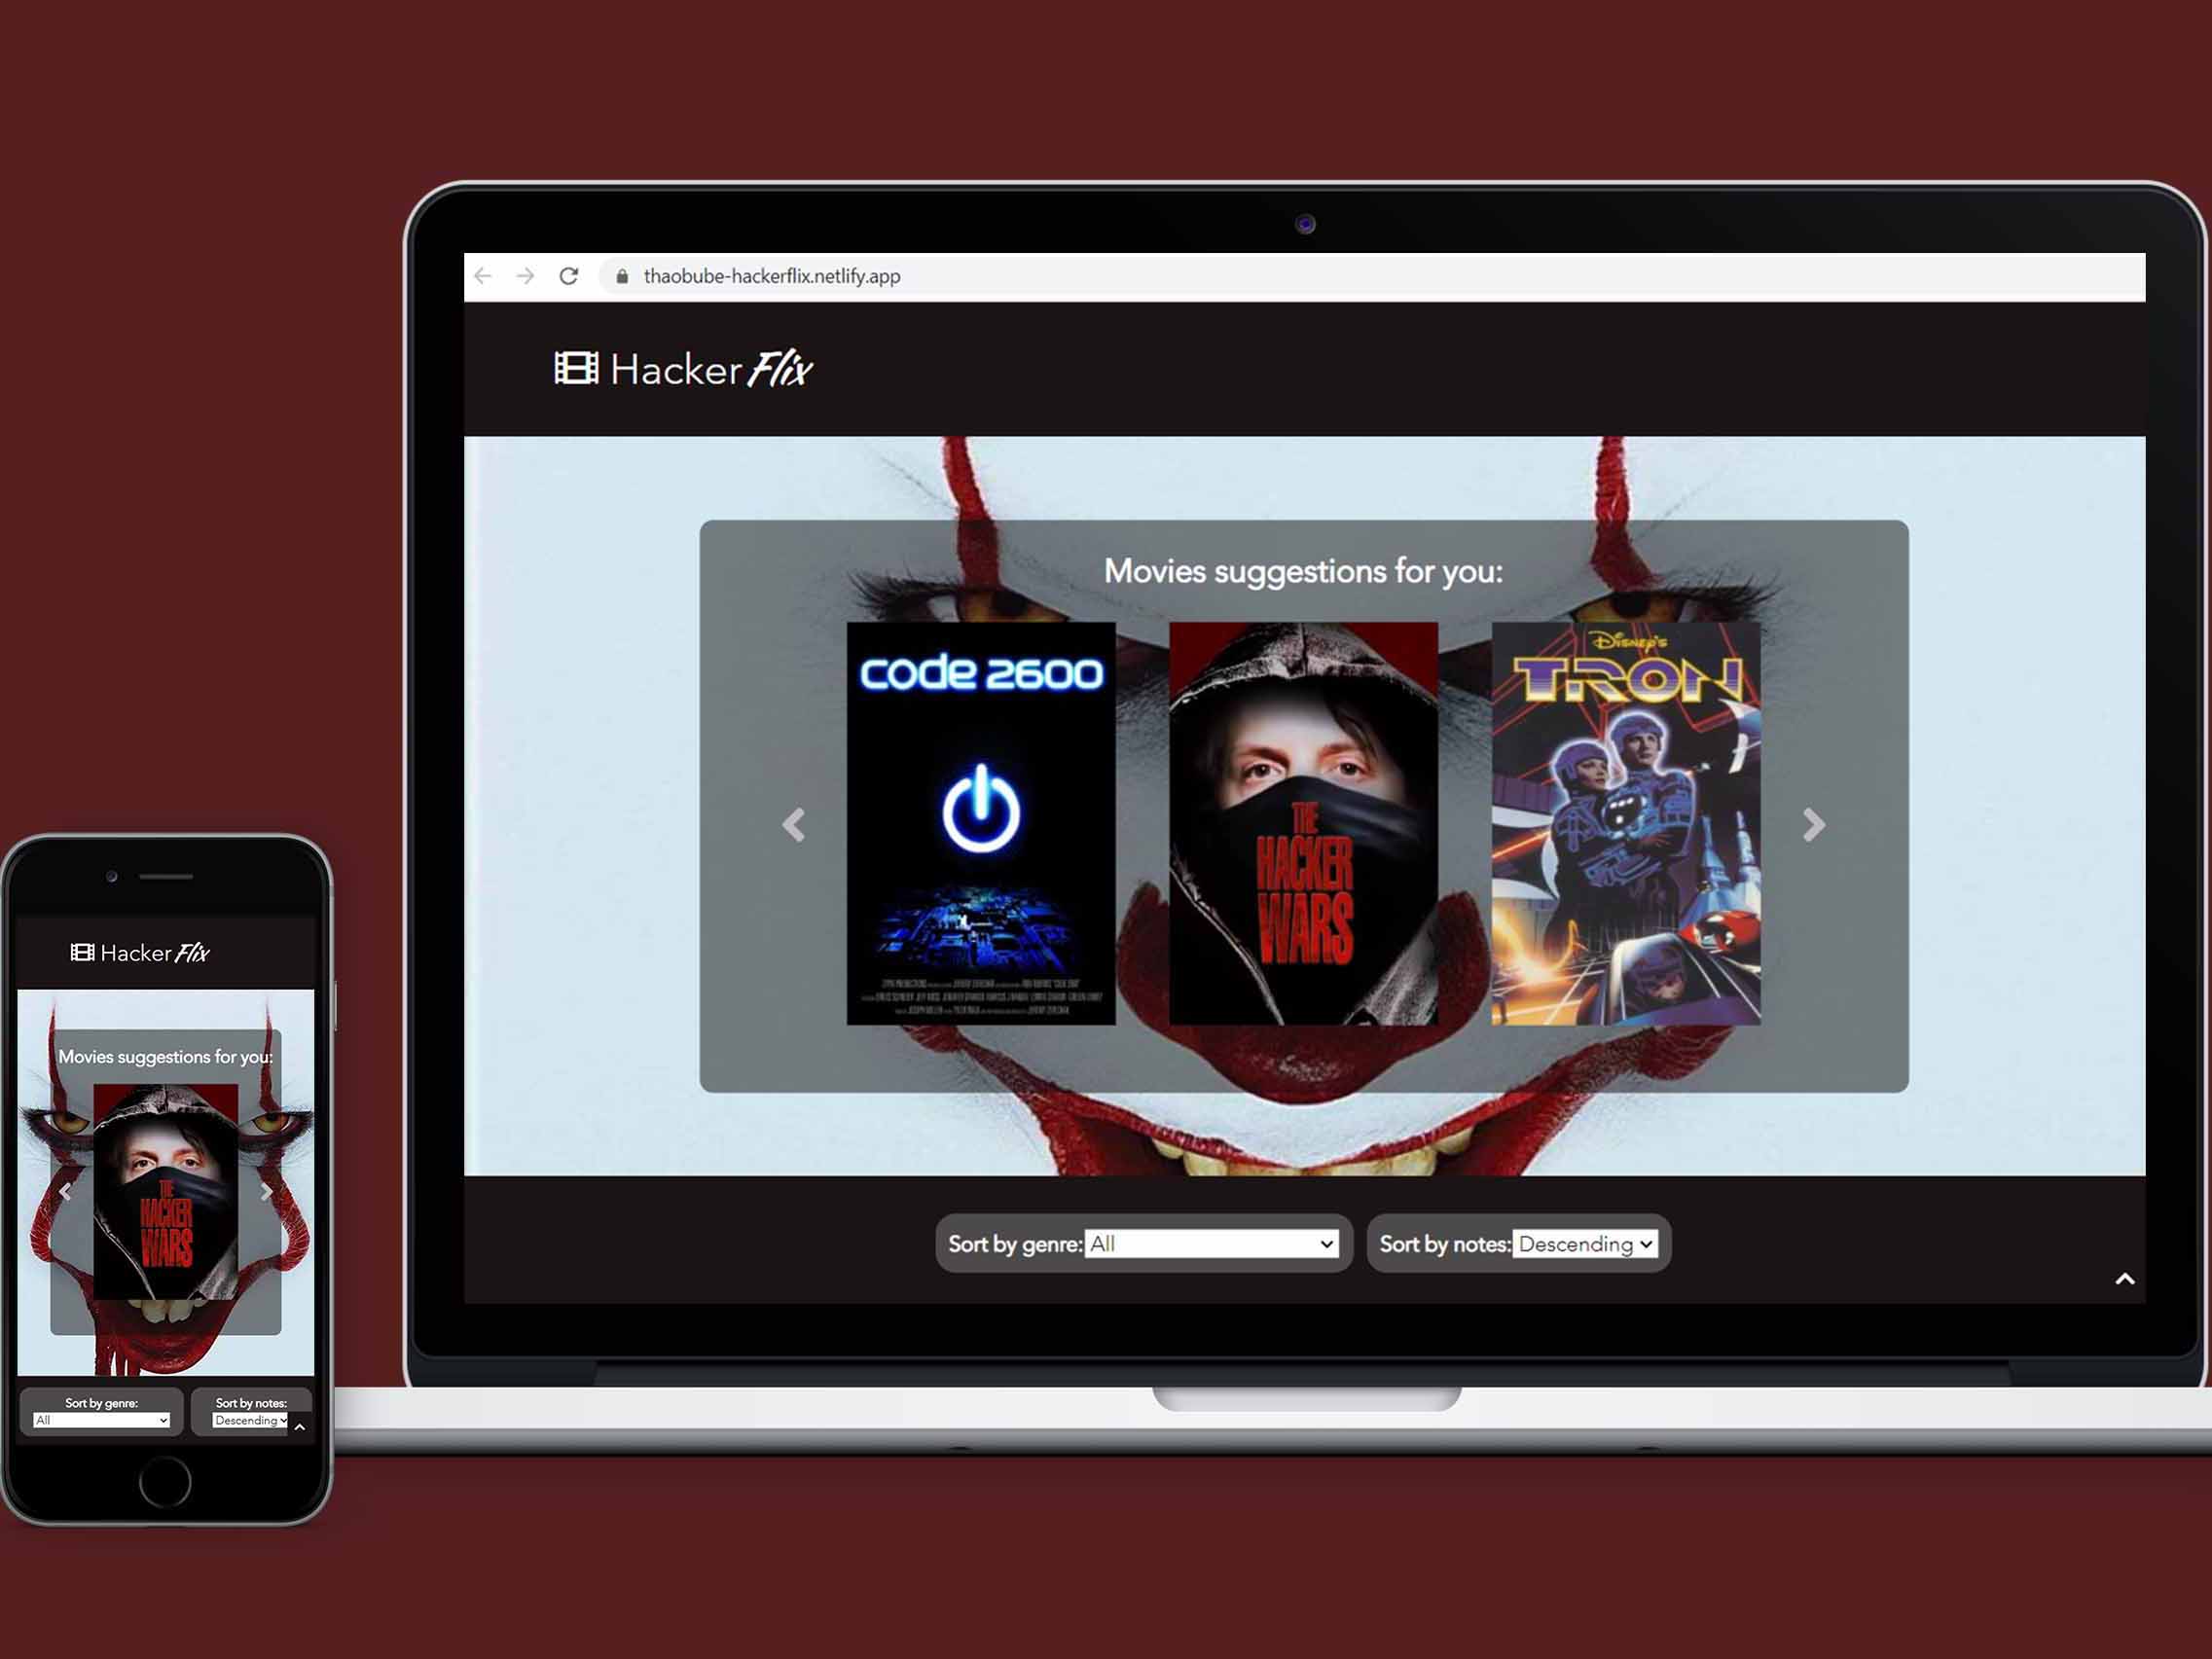 thaobube-hackerflix.netlify.app
Hacker Flix
Movies suggestions for you:
code 2600
THE
HACKER
WARS
DISNEY'S
TRON
Sort by genre: All
Sort by notes: Descending
Hacker Flix
Movies suggestions for you:
THE
HACKER
WARS
Sort by genre:
All
Sort by notes:
Descending